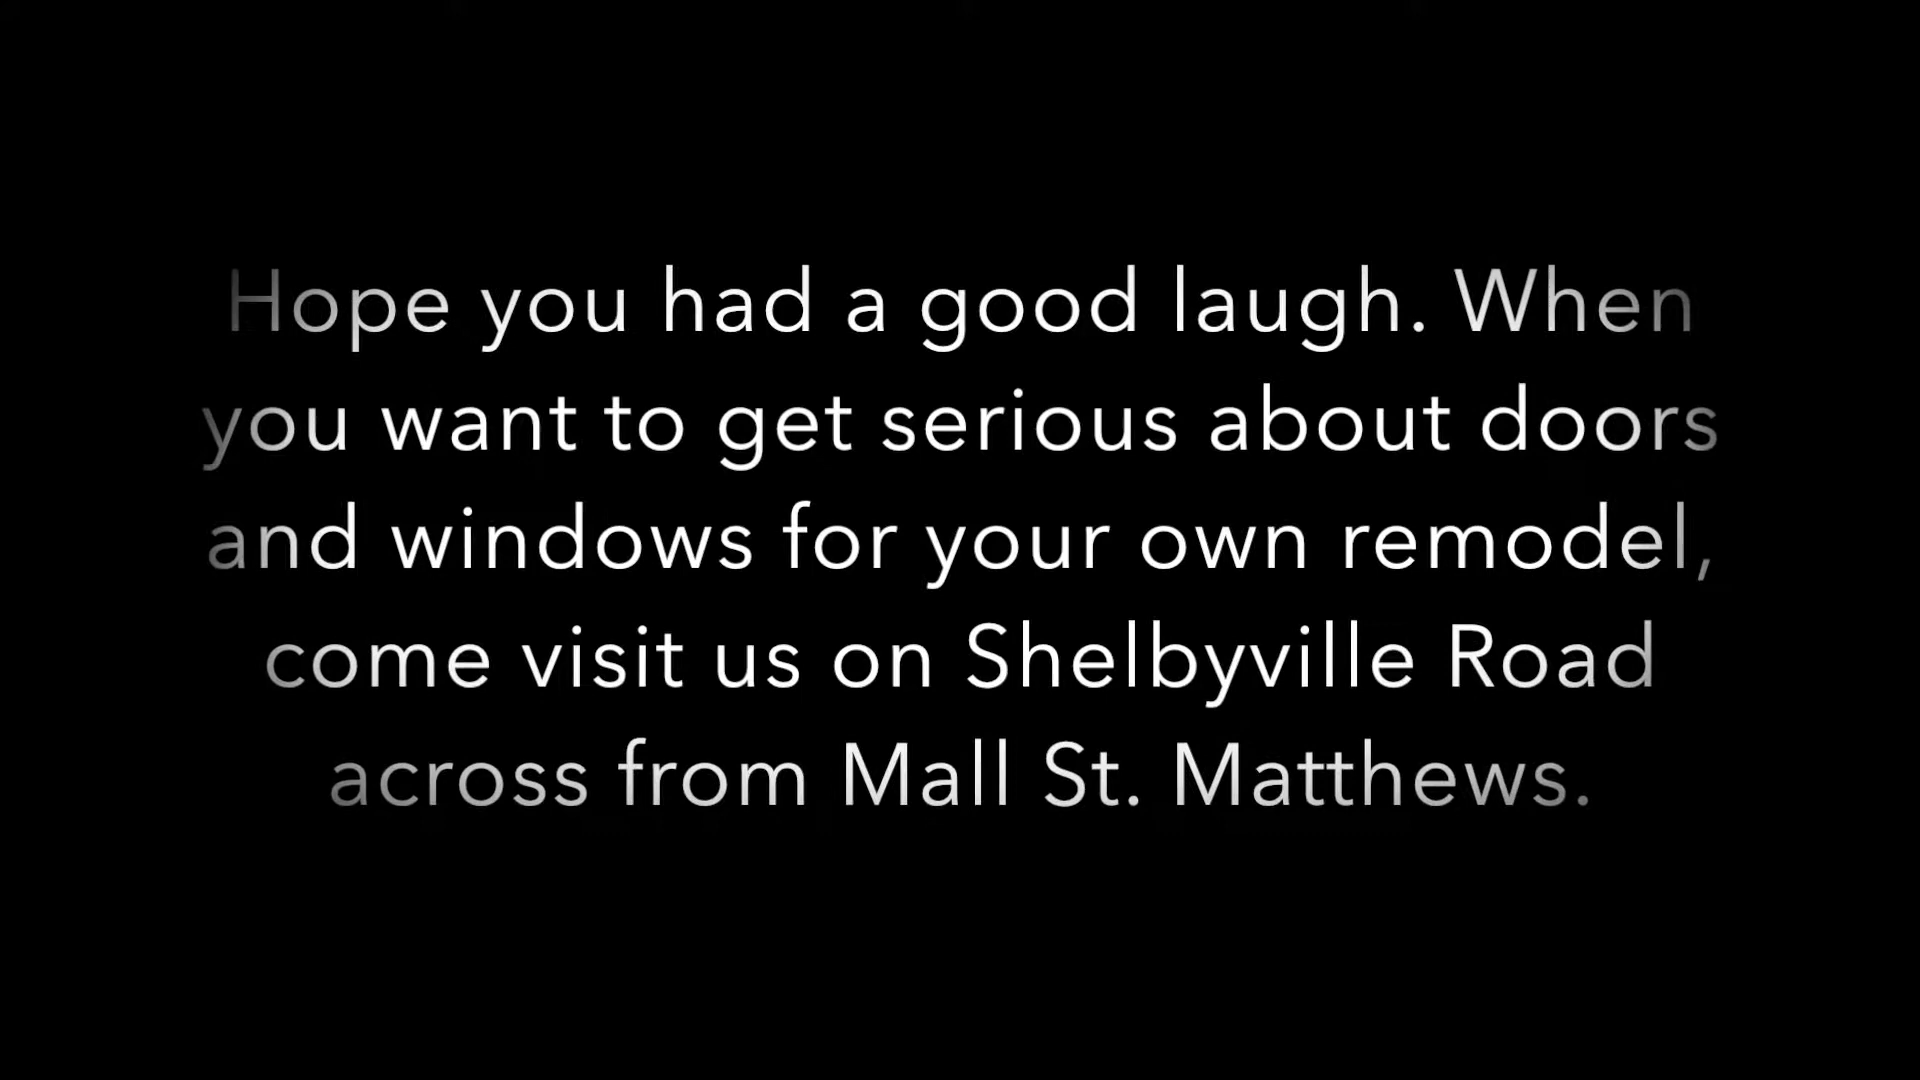 Hope you had a good laugh. When
you want to get serious about doors
and windows for your own remodel,
come visit us on Shelbyville Road
across from Mall St. Matthews.